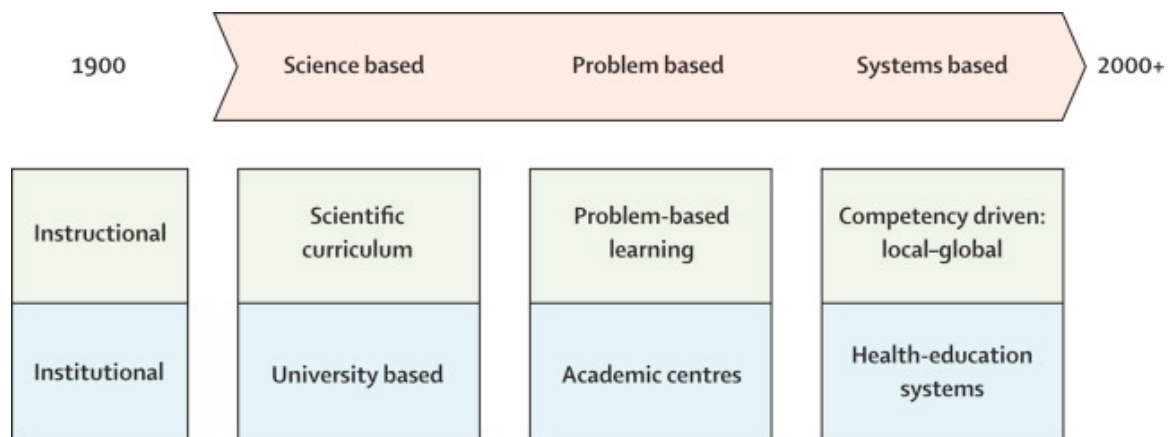 1900
Science based
Problem based
Systems based
2000+
Instructional
Scientific
curriculum
Problem-based
learning
Competency driven:
local–global
Institutional
University based
Academic centres
Health-education
systems